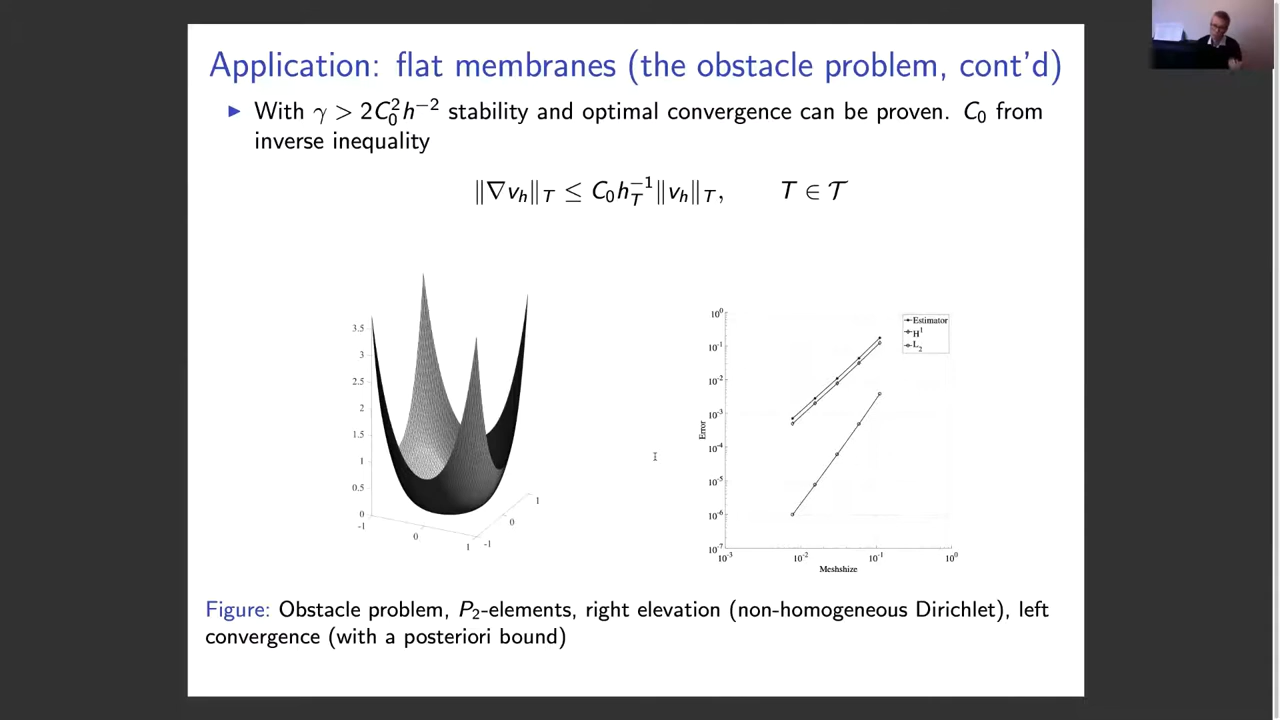 Application: flat membranes (the obstacle problem, cont'd)
▶ With γ > 2C₀²h⁻² stability and optimal convergence can be proven. C₀ from
inverse inequality
‖∇vₕ‖_T ≤ C₀h_T⁻¹‖vₕ‖_T, T ∈ 𝒯
3.5
3
2.5
2
1.5
1
0.5
0
-1
0
1
-1
0
1
10⁰
10⁻¹
10⁻²
10⁻³
10⁻⁴
10⁻⁵
10⁻⁶
10⁻⁷
Error
10⁻³ 10⁻² 10⁻¹ 10⁰
Meshshize
Estimator
H¹
L₂
Figure: Obstacle problem, P₂-elements, right elevation (non-homogeneous Dirichlet), left
convergence (with a posteriori bound)